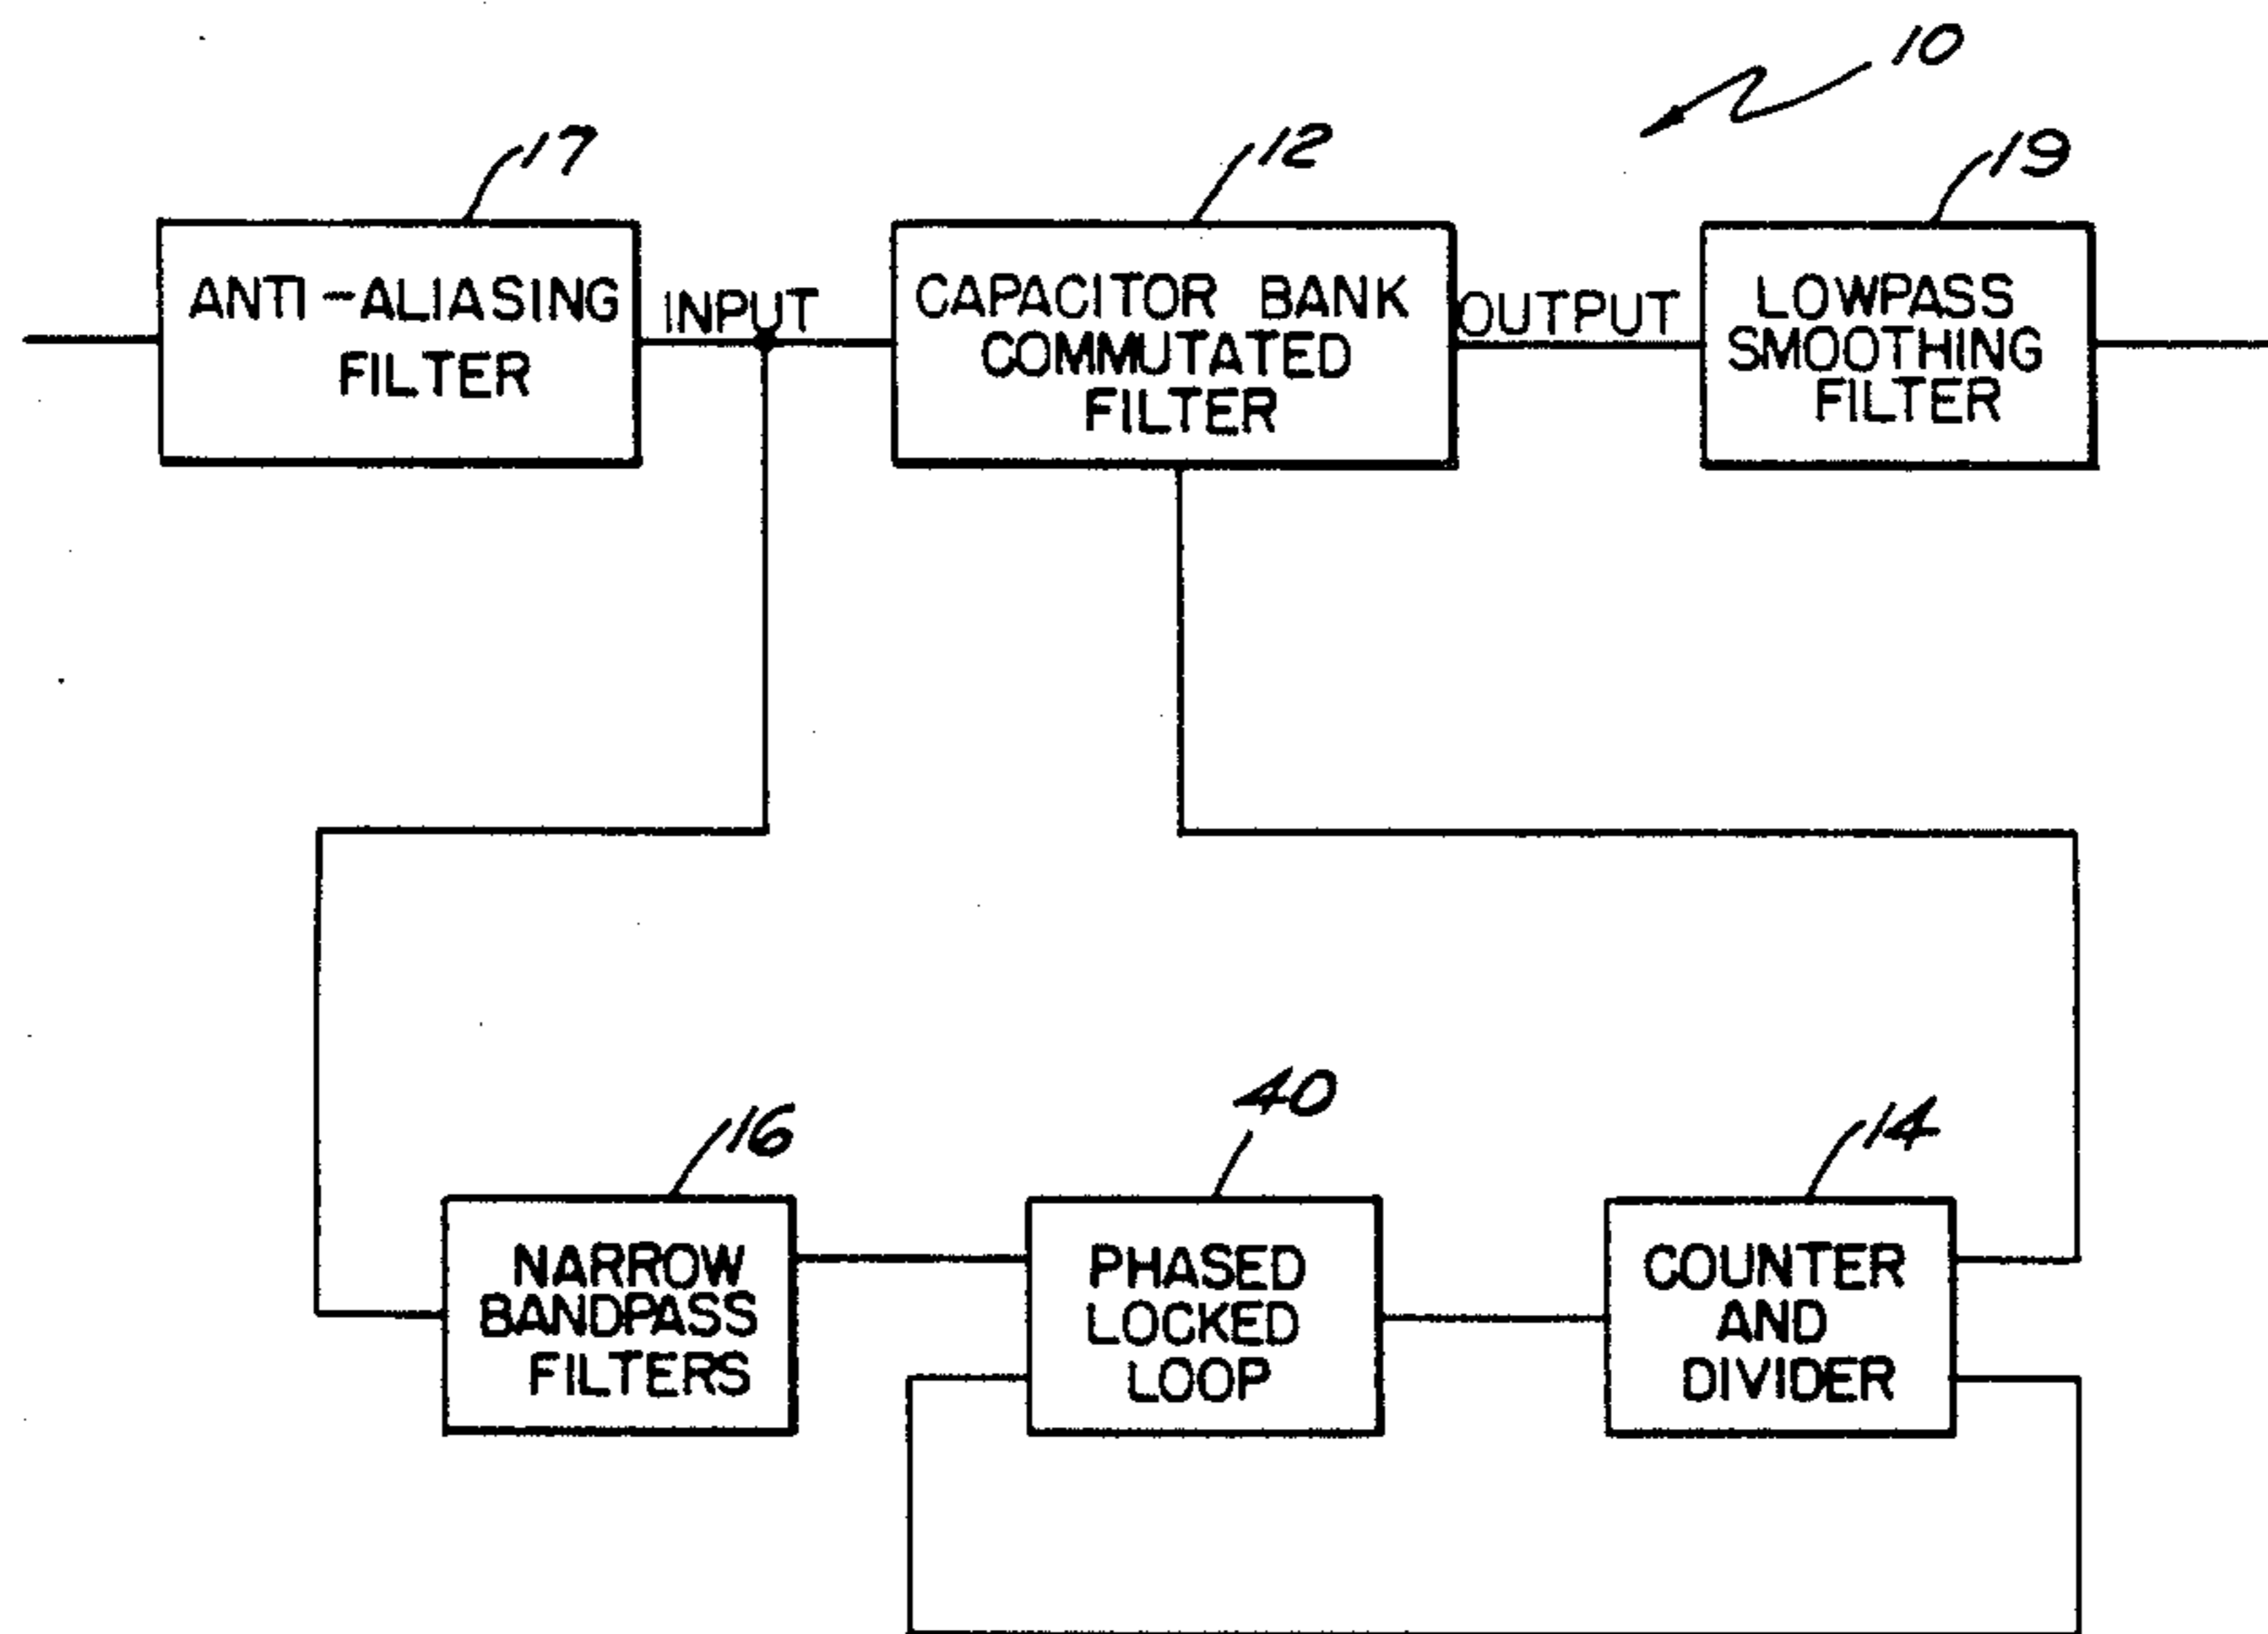 10
17
12
19
ANTI-ALIASING
FILTER
INPUT
CAPACITOR BANK
COMMUTATED
FILTER
OUTPUT
LOWPASS
SMOOTHING
FILTER
16
40
14
NARROW
BANDPASS
FILTERS
PHASED
LOCKED
LOOP
COUNTER
AND
DIVIDER